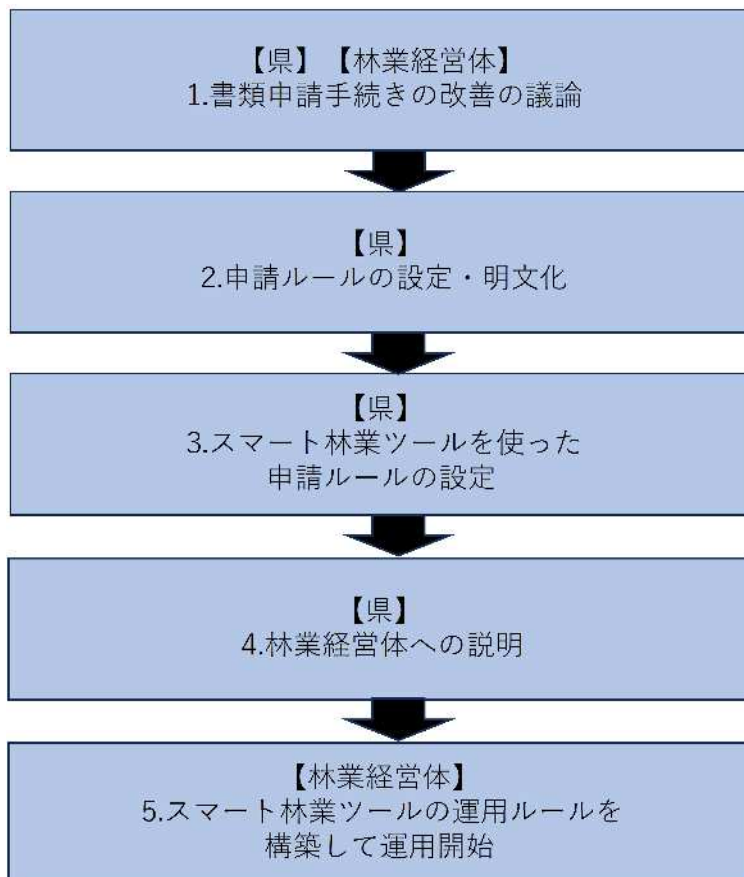 【県】【林業経営体】
1.書類申請手続きの改善の議論
【県】
2.申請ルールの設定・明文化
【県】
3.スマート林業ツールを使った
申請ルールの設定
【県】
4.林業経営体への説明
【林業経営体】
5.スマート林業ツールの運用ルールを
構築して運用開始